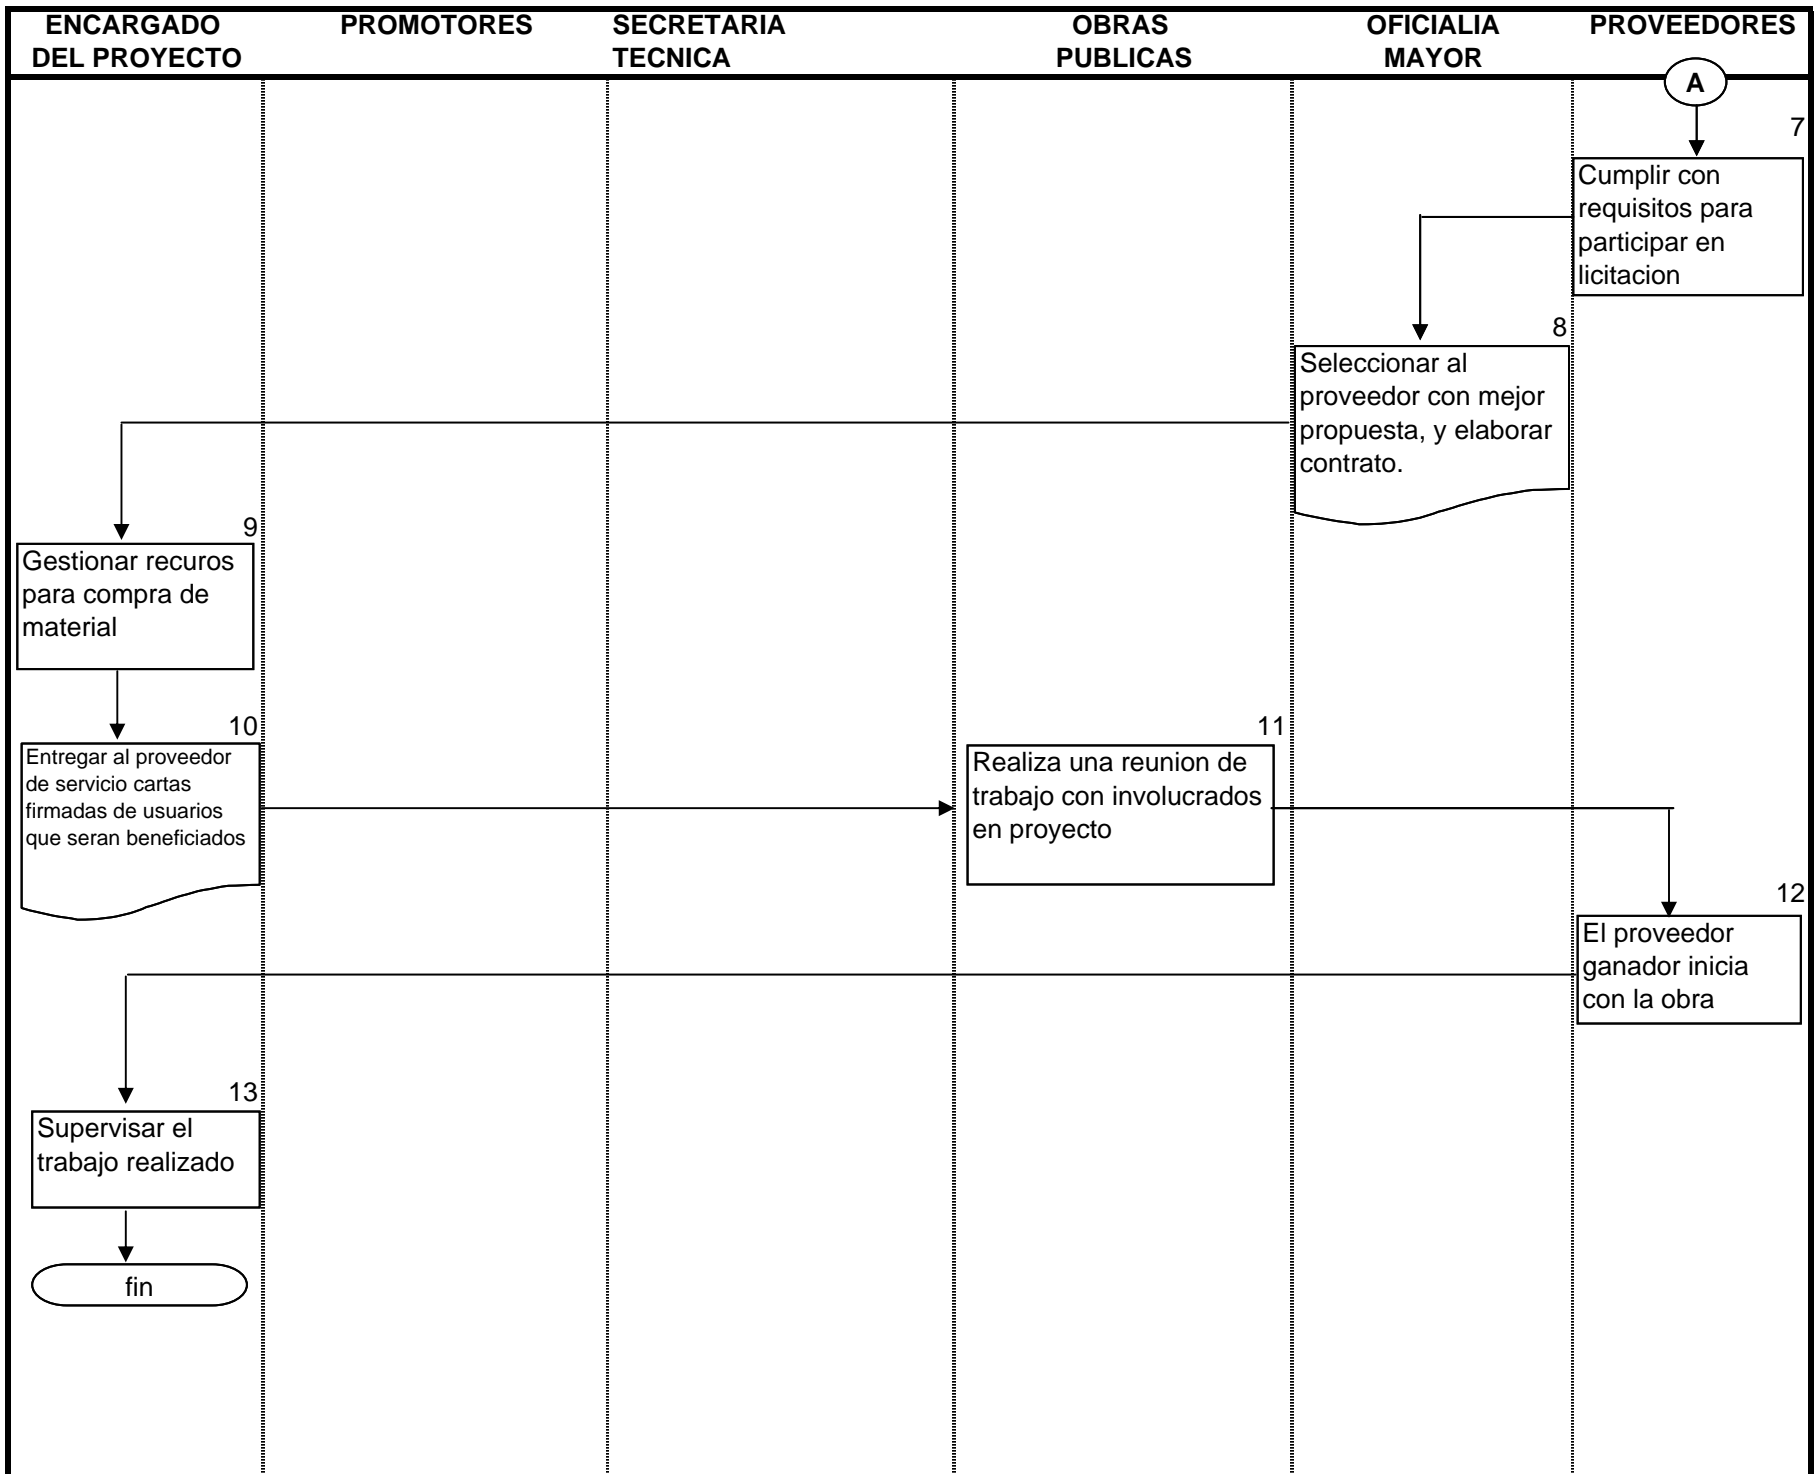 ENCARGADO
DEL PROYECTO
PROMOTORES
SECRETARIA
TECNICA
OBRAS
PUBLICAS
OFICIALIA
MAYOR
PROVEEDORES
A
7
Cumplir con
requisitos para
participar en
licitacion
8
Seleccionar al
proveedor con mejor
propuesta, y elaborar
contrato.
9
Gestionar recuros
para compra de
material
10
Entregar al proveedor
de servicio cartas
firmadas de usuarios
que seran beneficiados
11
Realiza una reunion de
trabajo con involucrados
en proyecto
12
El proveedor
ganador inicia
con la obra
13
Supervisar el
trabajo realizado
fin